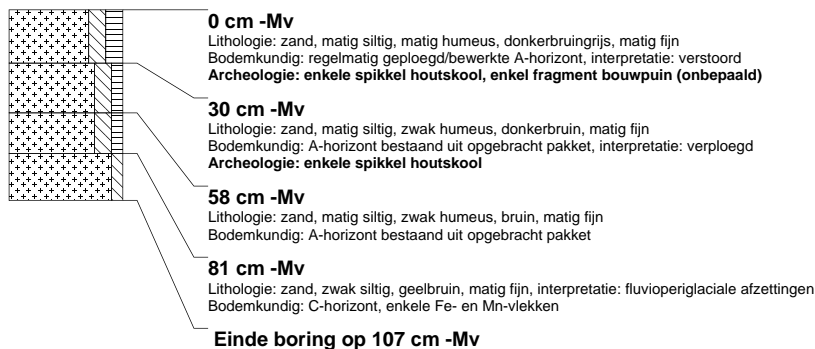 0 cm -Mv
Lithologie: zand, matig siltig, matig humeus, donkerbruingrijs, matig fijn
Bodemkundig: regelmatig geploegd/bewerkte A-horizont, interpretatie: verstoord
Archeologie: enkele spikkel houtskool, enkel fragment bouwpuin (onbepaald)
30 cm -Mv
Lithologie: zand, matig siltig, zwak humeus, donkerbruin, matig fijn
Bodemkundig: A-horizont bestaand uit opgebracht pakket, interpretatie: verploegd
Archeologie: enkele spikkel houtskool
58 cm -Mv
Lithologie: zand, matig siltig, zwak humeus, bruin, matig fijn
Bodemkundig: A-horizont bestaand uit opgebracht pakket
81 cm -Mv
Lithologie: zand, zwak siltig, geelbruin, matig fijn, interpretatie: fluvioperiglaciale afzettingen
Bodemkundig: C-horizont, enkele Fe- en Mn-vlekken
Einde boring op 107 cm -Mv